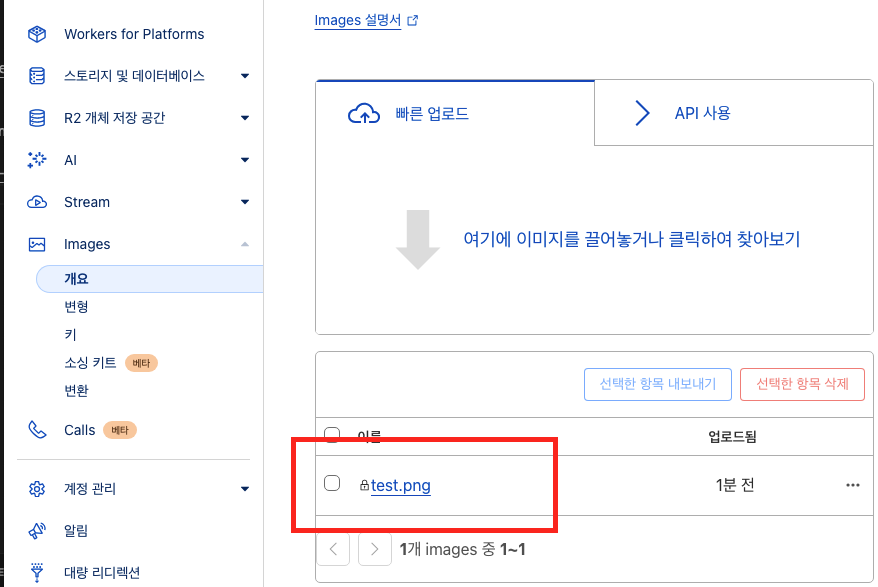 Workers for Platforms
스토리지 및 데이터베이스
R2 개체 저장 공간
AI
Stream
Images
개요
변형
키
소싱 키트 베타
변환
Calls 베타
계정 관리
알림
대량 리디렉션
Images 설명서
빠른 업로드
API 사용
여기에 이미지를 끌어놓거나 클릭하여 찾아보기
선택한 항목 내보내기 선택한 항목 삭제
이름 업로드됨
test.png 1분 전
1개 images 중 1~1